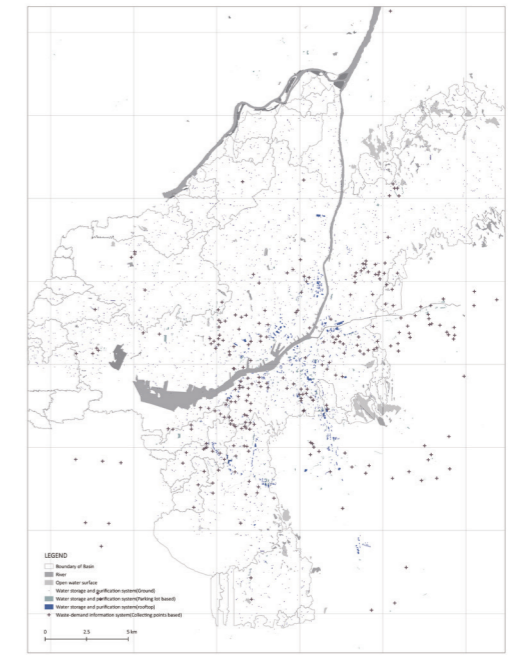 LEGEND
Boundary of Basin
River
Open water surface
Water storage and purification system(Ground)
Water storage and purification system(Parking lot based)
Water storage and purification system(rooftop)
Waste-demand information system(Collecting points based)
0 2.5 5 km